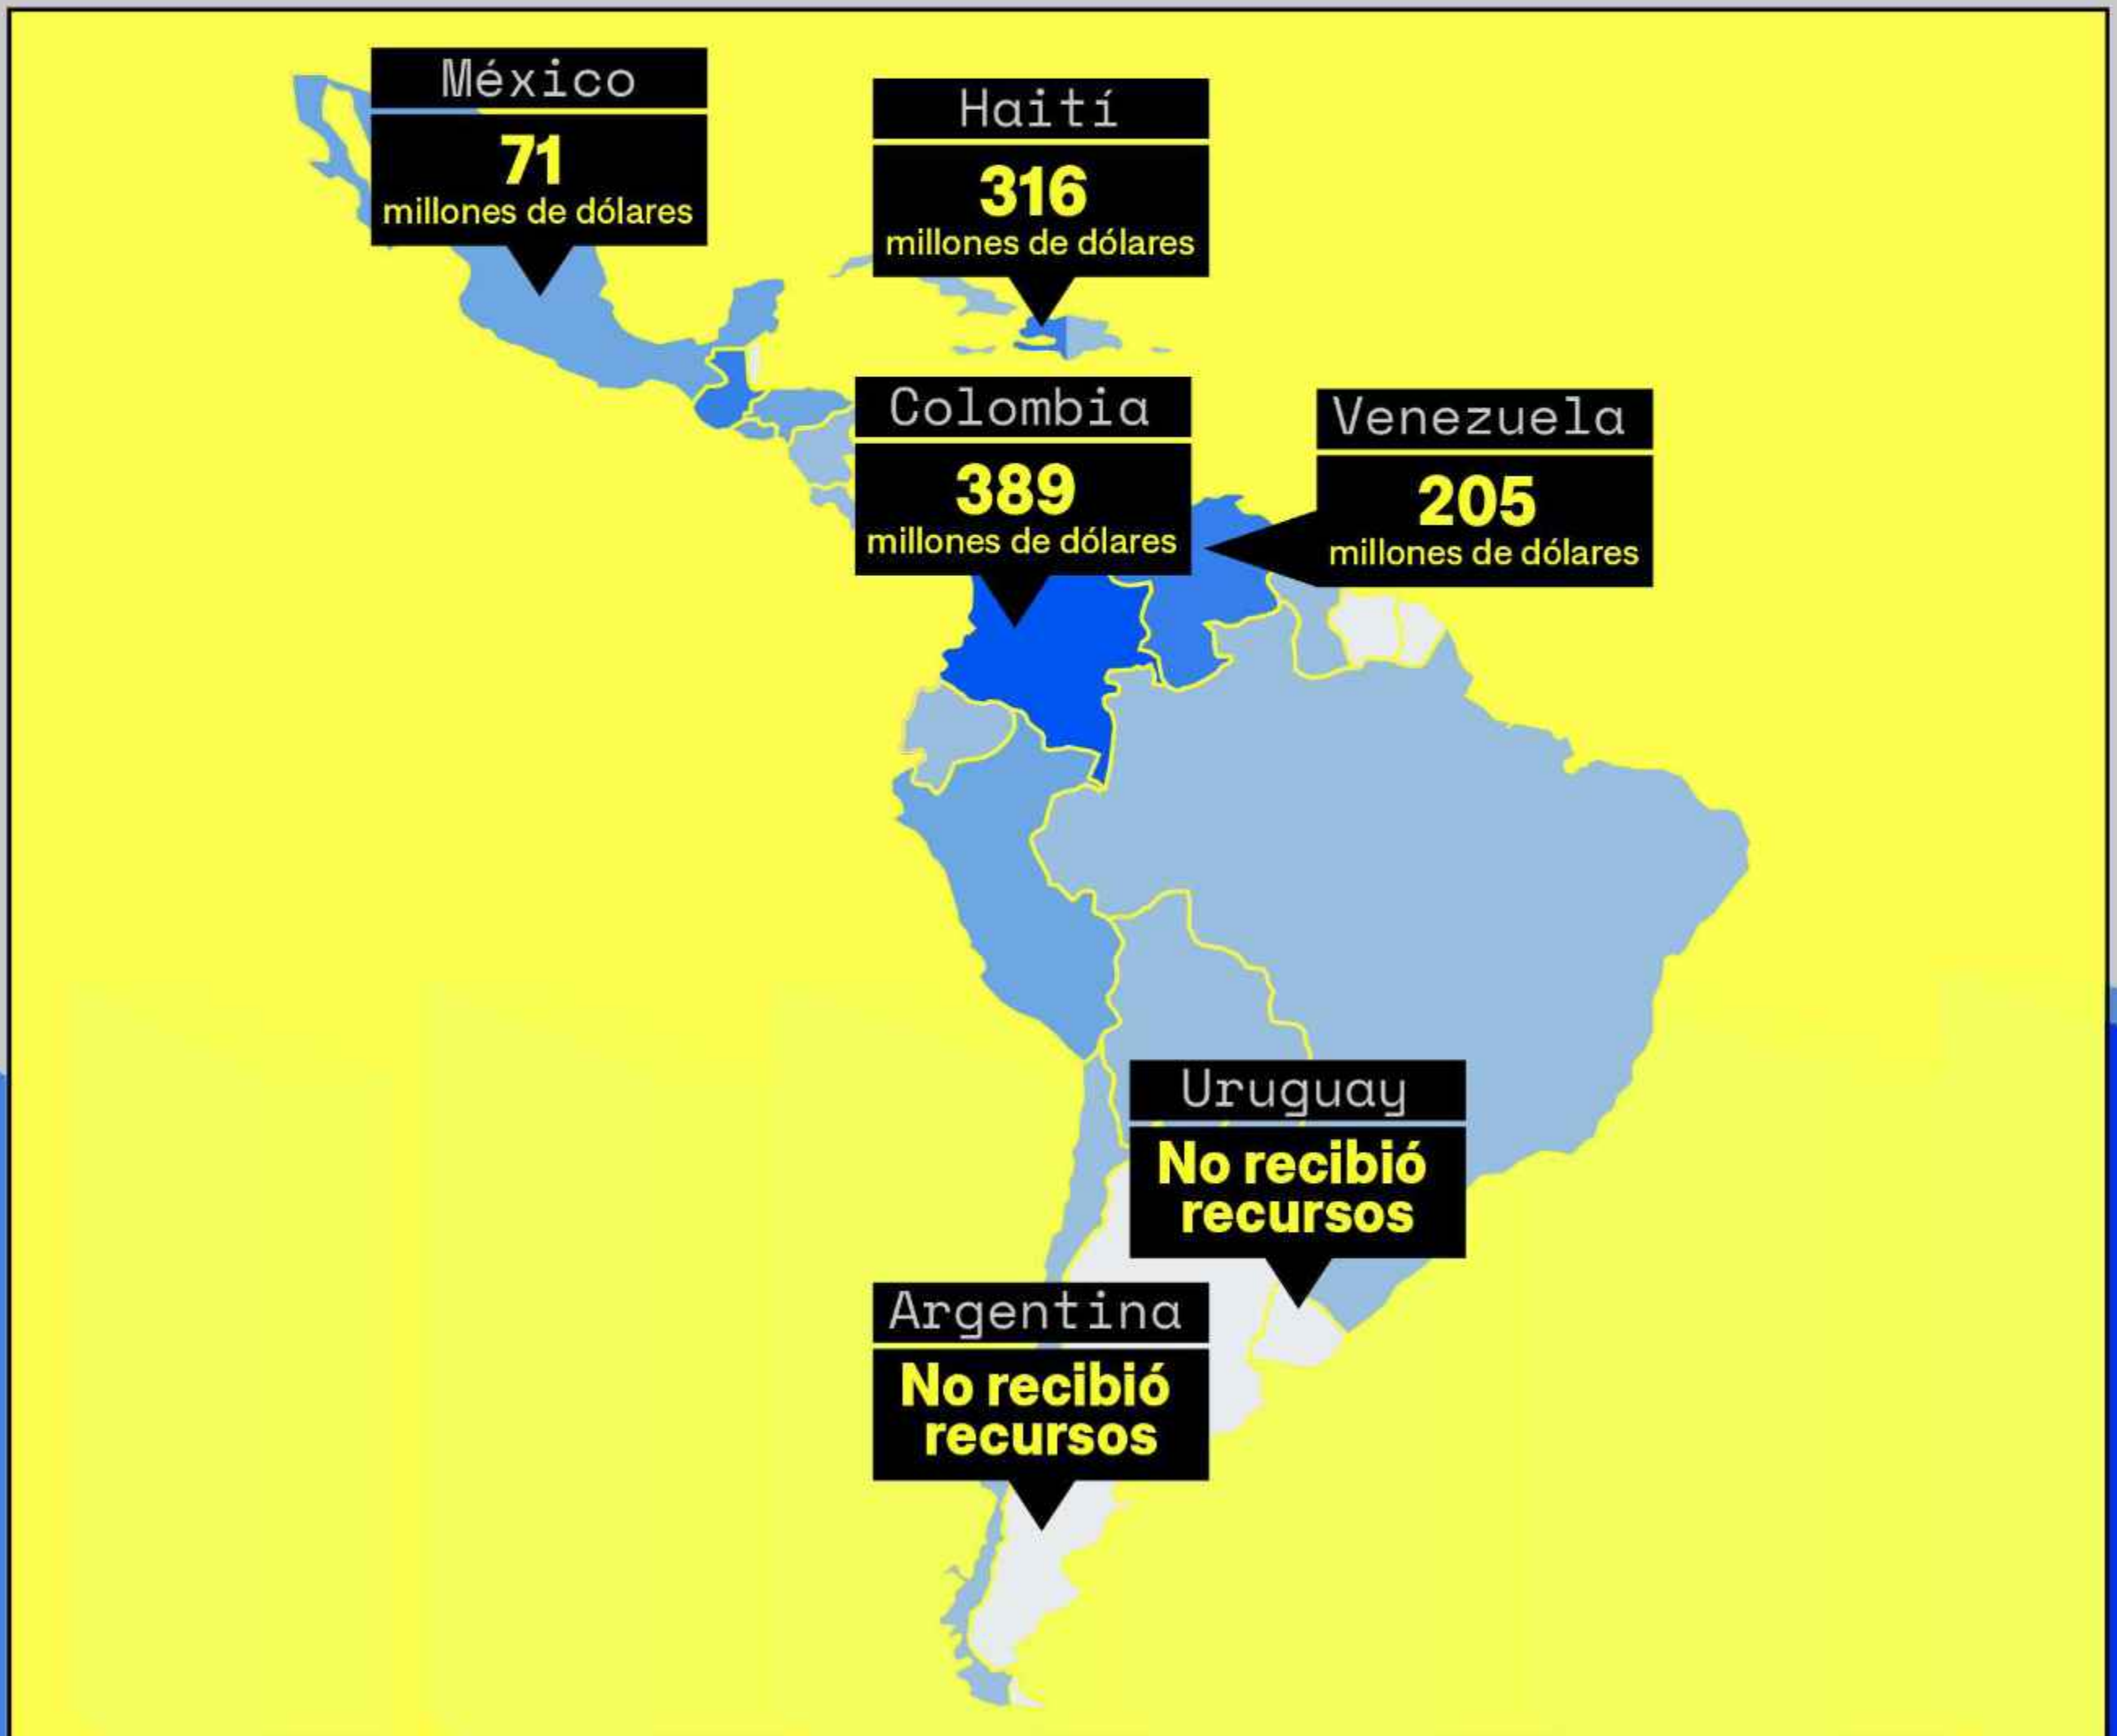 México
71
millones de dólares
Haití
316
millones de dólares
Colombia
389
millones de dólares
Venezuela
205
millones de dólares
Uruguay
No recibió
recursos
Argentina
No recibió
recursos